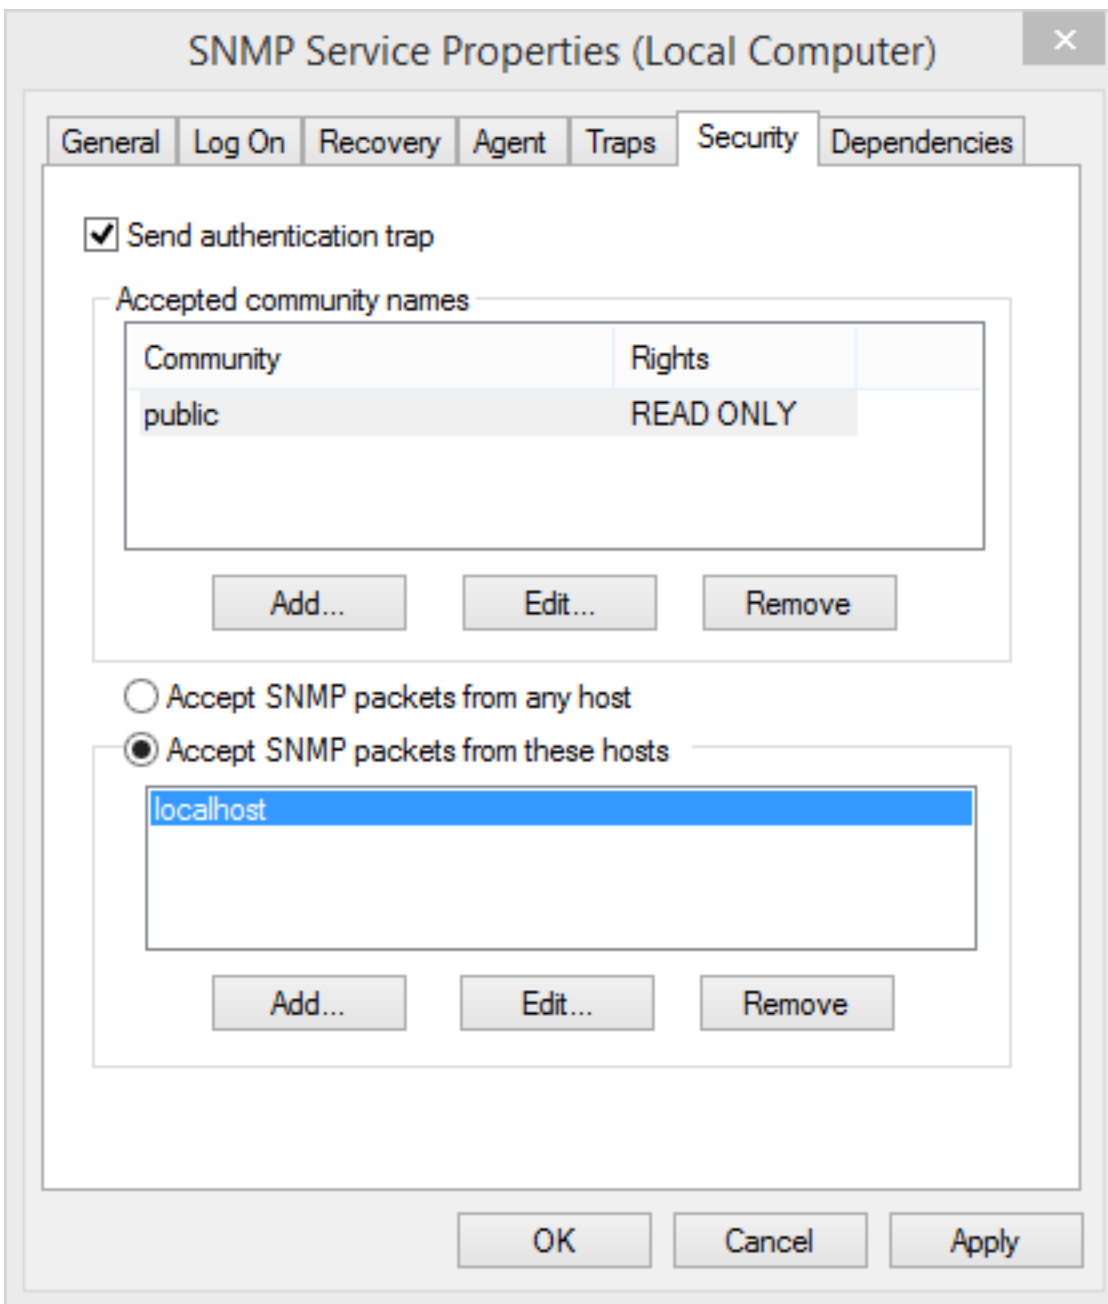 SNMP Service Properties (Local Computer)
General Log On Recovery Agent Traps Security Dependencies
Send authentication trap
Accepted community names
Community Rights
public READ ONLY
Add... Edit... Remove
Accept SNMP packets from any host
Accept SNMP packets from these hosts
localhost
Add... Edit... Remove
OK Cancel Apply